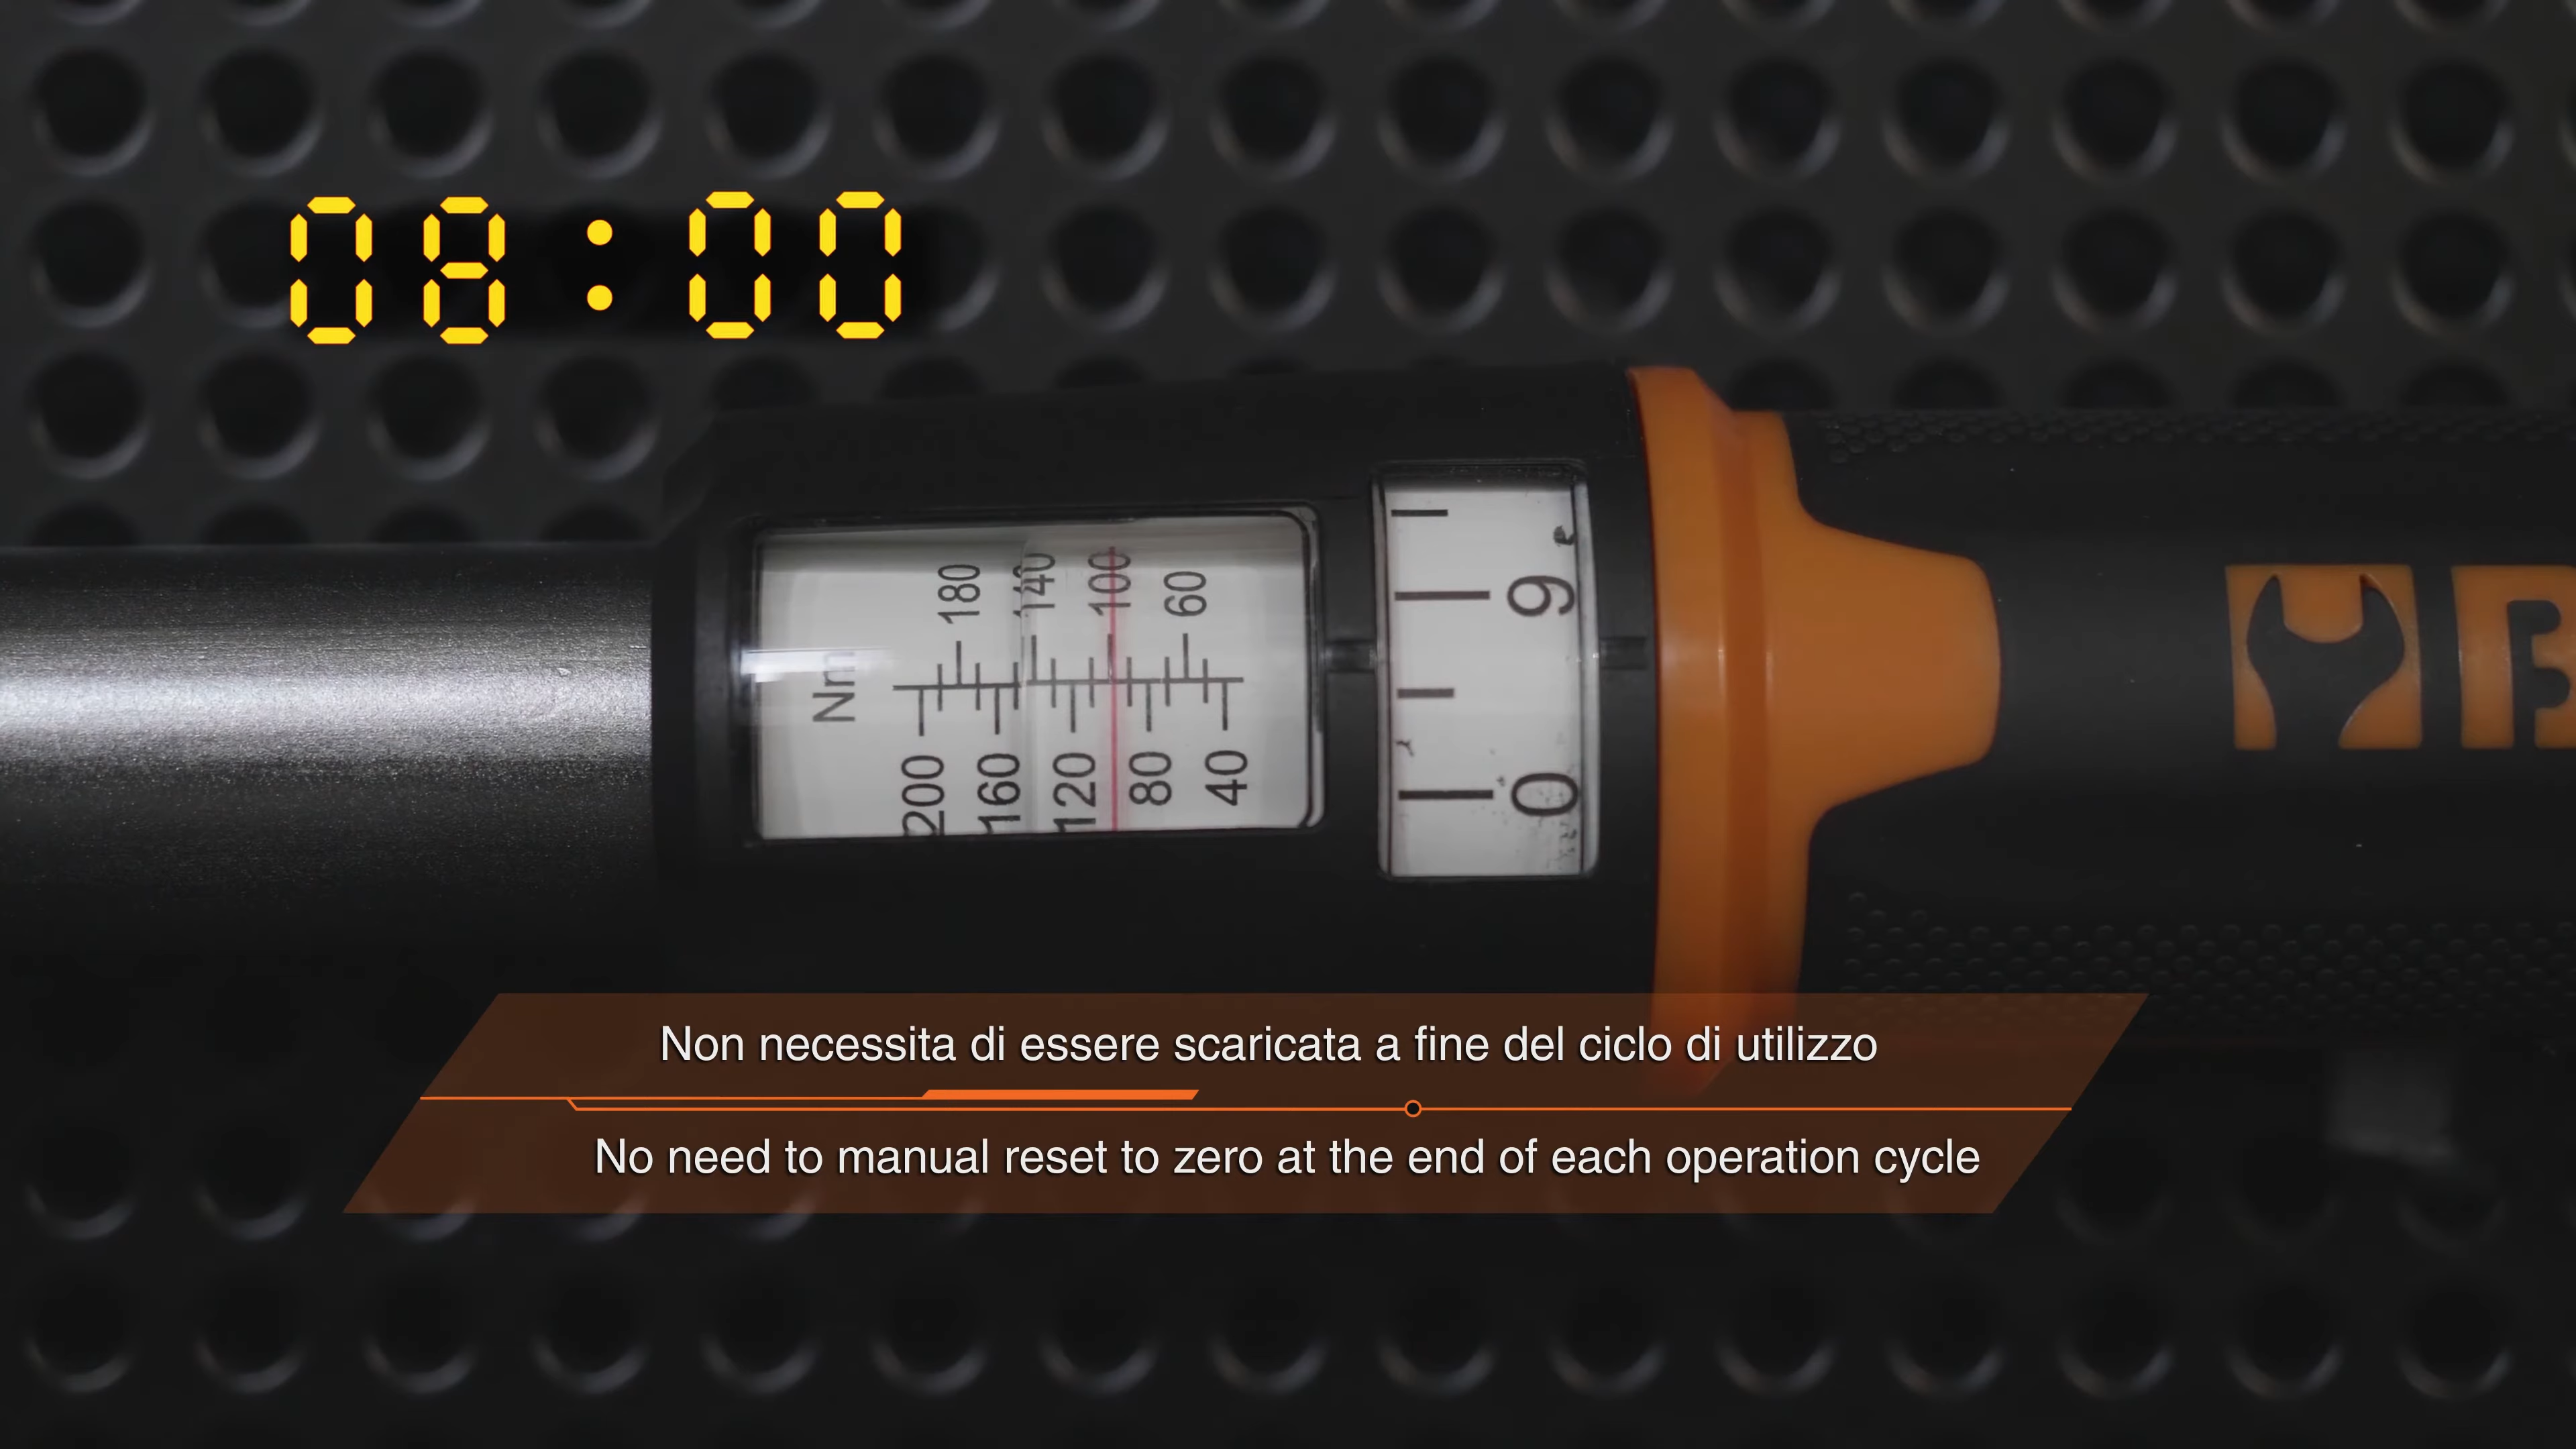 08:00
180 140 100 60
Nm
200 160 120 80 40
9
0
B
Non necessita di essere scaricata a fine del ciclo di utilizzo
No need to manual reset to zero at the end of each operation cycle